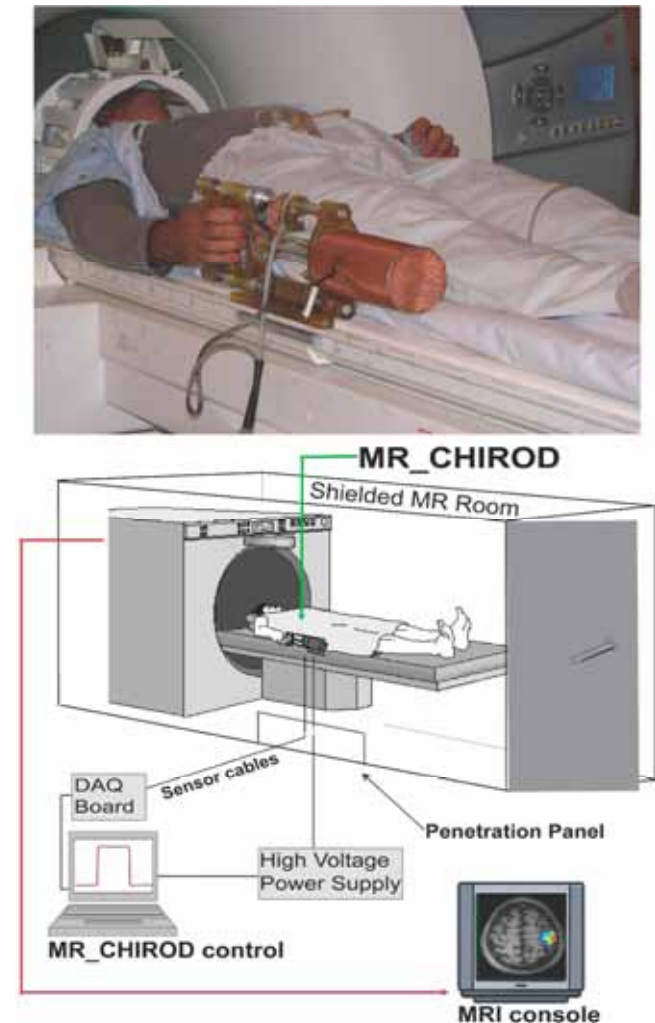 MR_CHIROD
Shielded MR Room
DAQ
Board
Sensor cables
Penetration Panel
High Voltage
Power Supply
MR_CHIROD control
MRI console